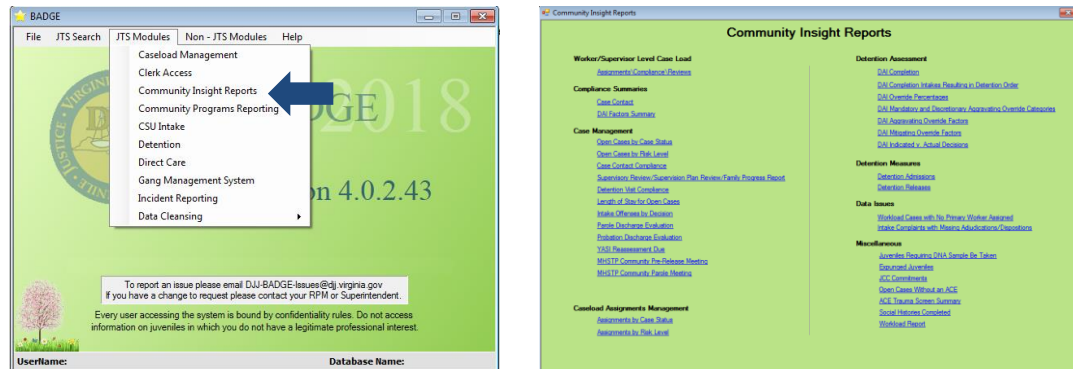 BADGE
File JTS Search JTS Modules Non - JTS Modules Help
Caseload Management
Clerk Access
Community Insight Reports
Community Programs Reporting
CSU Intake
Detention
Direct Care
Gang Management System
Incident Reporting
Data Cleansing
DGE 2018
on 4.0.2.43
To report an issue please email DJJ-BADGE-Issues@djj.virginia.gov
If you have a change to request please contact your RPM or Superintendent.
Every user accessing the system is bound by confidentiality rules. Do not access
information on juveniles in which you do not have a legitimate professional interest.
UserName: Database Name:
Community Insight Reports
Community Insight Reports
Worker/Supervisor Level Case Load
Assignments\Compliance\Reviews
Compliance Summaries
Case Contact
DAI Factors Summary
Case Management
Open Cases by Case Status
Open Cases by Risk Level
Case Contact Compliance
Supervisory Review/Supervision Plan Review/Family Progress Report
Detention Visit Compliance
Length of Stay for Open Cases
Intake Offenses by Decision
Parole Discharge Evaluation
Probation Discharge Evaluation
YASI Reassessment Due
MHSTP Community Pre-Release Meeting
MHSTP Community Parole Meeting
Caseload Assignments Management
Assignments by Case Status
Assignments by Risk Level
Detention Assessment
DAI Completion
DAI Completion Intakes Resulting in Detention Order
DAI Override Percentages
DAI Mandatory and Discretionary Aggravating Override Categories
DAI Aggravating Override Factors
DAI Mitigating Override Factors
DAI Indicated v. Actual Decisions
Detention Measures
Detention Admissions
Detention Releases
Data Issues
Workload Cases with No Primary Worker Assigned
Intake Complaints with Missing Adjudications/Dispositions
Miscellaneous
Juveniles Requiring DNA Sample Be Taken
Expunged Juveniles
JCC Commitments
Open Cases Without an ACE
ACE Trauma Screen Summary
Social Histories Completed
Workload Report